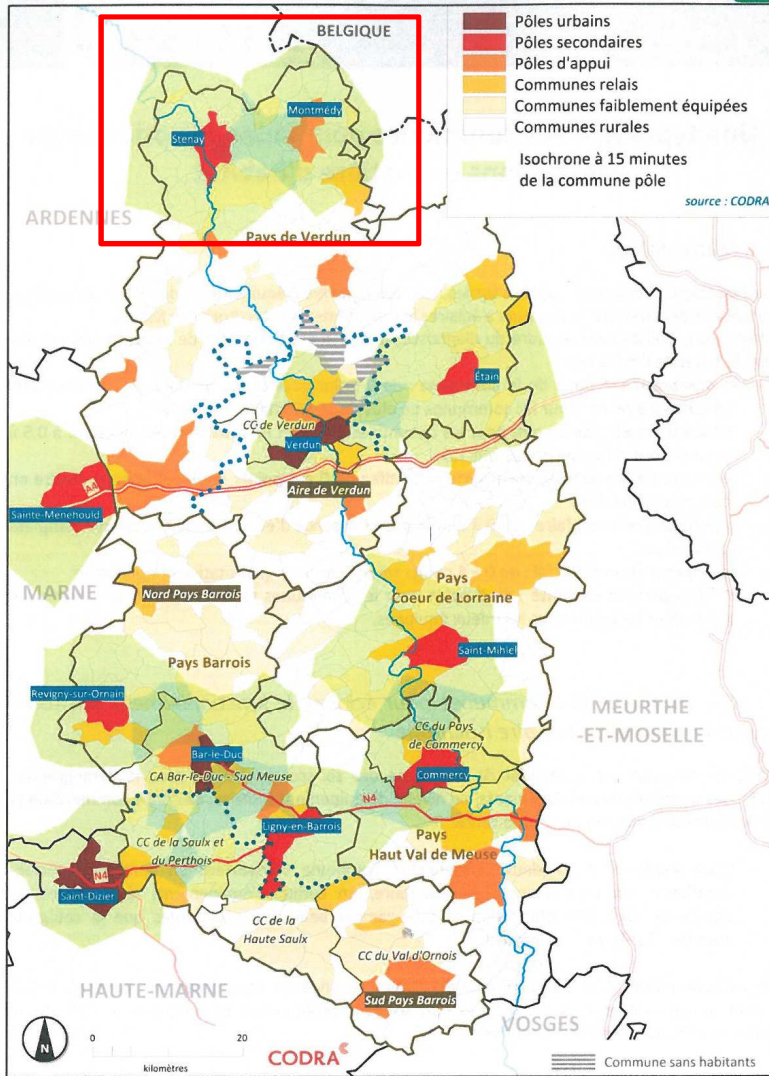 BELGIQUE
Pôles urbains
Pôles secondaires
Pôles d'appui
Communes relais
Communes faiblement équipées
Communes rurales
Isochrone à 15 minutes
de la commune pôle
source : CODRA
Montmédy
Stenay
ARDENNES
Pays de Verdun
Étain
CC de Verdun
Verdun
A4
Sainte-Menehould
Aire de Verdun
MARNE
Nord Pays Barrois
Pays
Coeur de Lorraine
Pays Barrois
Saint-Mihiel
Revigny-sur-Ornain
MEURTHE
-ET-MOSELLE
CC du Pays
de Commercy
Bar-le-Duc
CA Bar-le-Duc - Sud Meuse
Commercy
N4
Ligny-en-Barrois
CC de la Saulx et
du Perthois
Pays
Haut Val de Meuse
N4
Saint-Dizier
CC de la
Haute Saulx
CC du Val d'Ornois
HAUTE-MARNE
Sud Pays Barrois
VOSGES
N
0 20
kilomètres
CODRA
Commune sans habitants